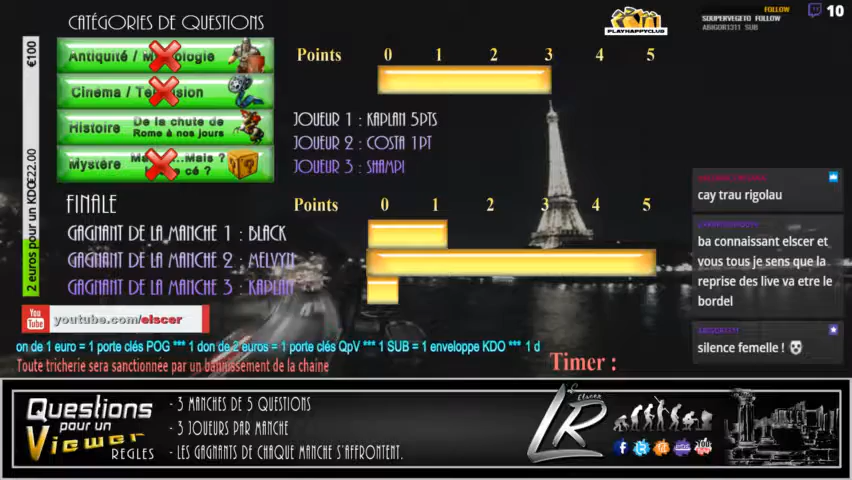 CATÉGORIES DE QUESTIONS
Antiquité /
Cinéma /
Histoire De la chute de
Rome à nos jours
Mystère
€100
€22.00
2 euros pour un KDO
Points 0 1 2 3 4 5
JOUEUR 1 : KAPLAN 5PTS
JOUEUR 2 : COSTA 1PT
JOUEUR 3 : SHAMPI
PLAYHAPPYCLUB
FOLLOW
SOUPERVEGETO FOLLOW
ABIGOR1311 SUB
10
FINALE
Points 0 1 2 3 4 5
GAGNANT DE LA MANCHE 1 : BLACK
GAGNANT DE LA MANCHE 2 : MELVYN
GAGNANT DE LA MANCHE 3 : KAPLAN
cay trau rigolau
ba connaissant elscer et
vous tous je sens que la
reprise des live va etre le
bordel
silence femelle !
You
Tube
youtube.com/elscer
on de 1 euro = 1 porte clés POG *** 1 don de 2 euros = 1 porte clés QpV *** 1 SUB = 1 enveloppe KDO *** 1 d
Toute tricherie sera sanctionnée par un bannissement de la chaine
Timer :
Questions
pour un
Viewer
REGLES
- 3 MANCHES DE 5 QUESTIONS
- 3 JOUEURS PAR MANCHE
- LES GAGNANTS DE CHAQUE MANCHE S'AFFRONTENT.
LR
Elscer